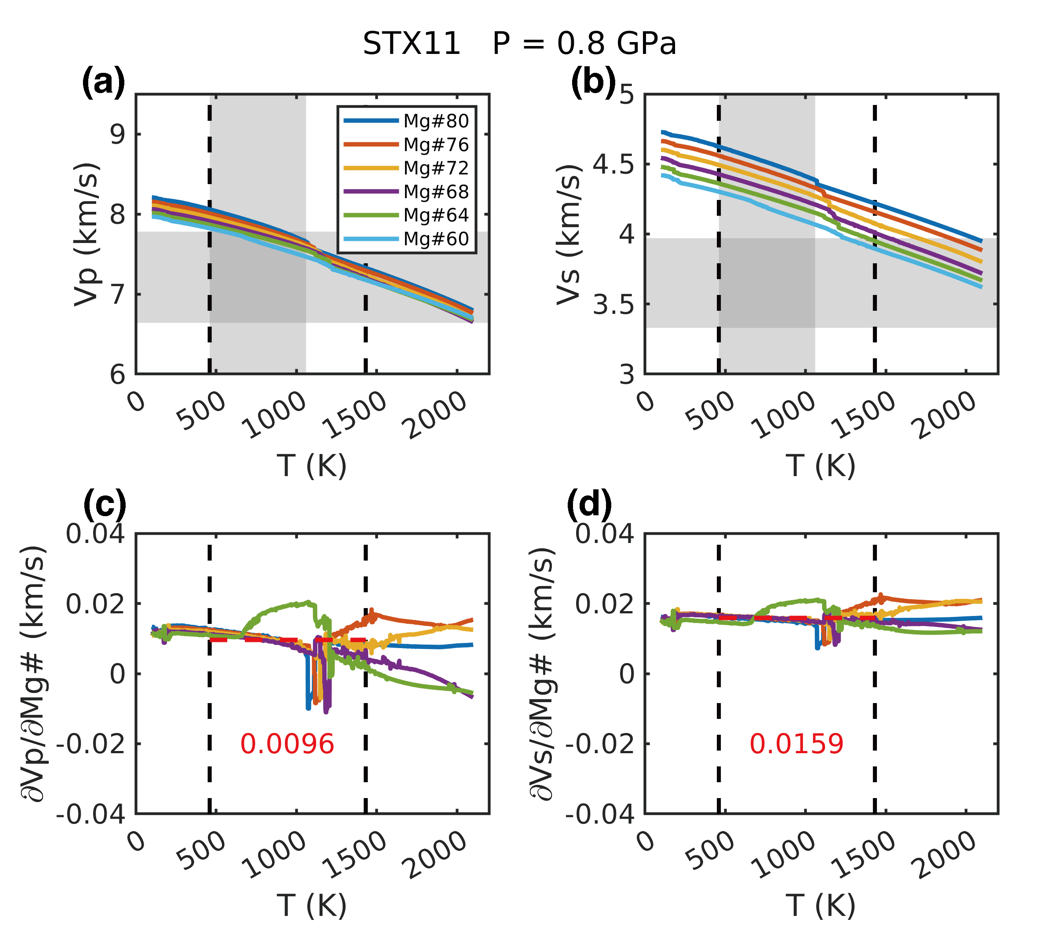 STX11   P = 0.8 GPa
(a)
(b)
Vp (km/s)
9
8
7
6
0
500
1000
1500
2000
T (K)
Mg#80
Mg#76
Mg#72
Mg#68
Mg#64
Mg#60
Vs (km/s)
5
4.5
4
3.5
3
0
500
1000
1500
2000
T (K)
(c)
(d)
∂Vp/∂Mg# (km/s)
0.04
0.02
0
-0.02
-0.04
0.0096
0
500
1000
1500
2000
T (K)
∂Vs/∂Mg# (km/s)
0.04
0.02
0
-0.02
-0.04
0.0159
0
500
1000
1500
2000
T (K)